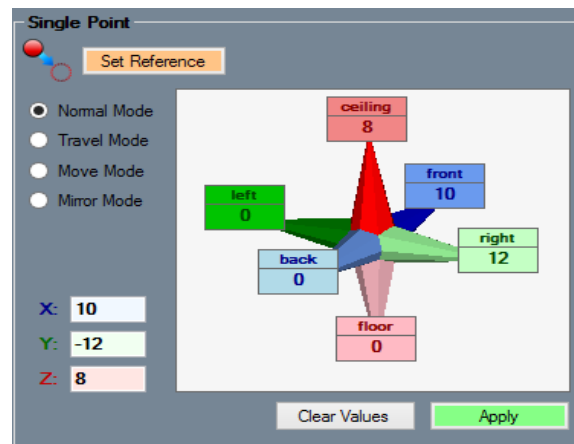 Single Point
Set Reference
Normal Mode
Travel Mode
Move Mode
Mirror Mode
ceiling
8
front
10
left
0
right
12
back
0
floor
0
X: 10
Y: -12
Z: 8
Clear Values
Apply